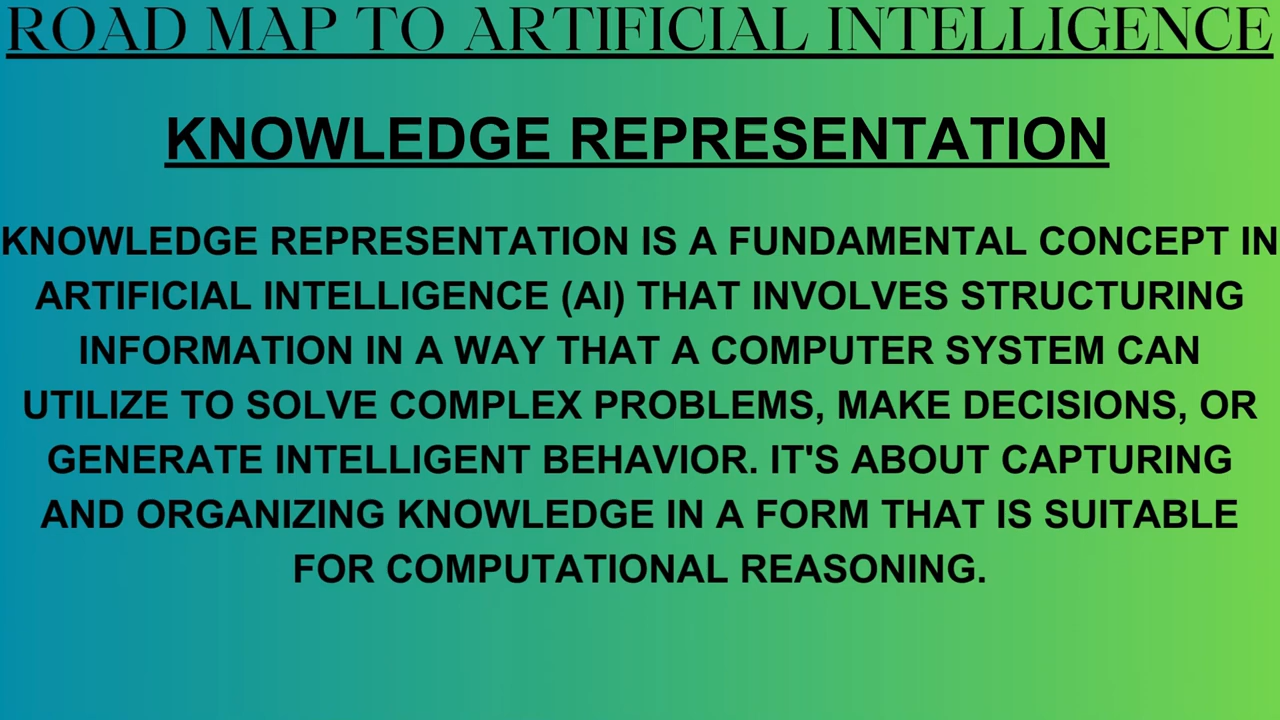 ROAD MAP TO ARTIFICIAL INTELLIGENCE
KNOWLEDGE REPRESENTATION
KNOWLEDGE REPRESENTATION IS A FUNDAMENTAL CONCEPT IN
ARTIFICIAL INTELLIGENCE (AI) THAT INVOLVES STRUCTURING
INFORMATION IN A WAY THAT A COMPUTER SYSTEM CAN
UTILIZE TO SOLVE COMPLEX PROBLEMS, MAKE DECISIONS, OR
GENERATE INTELLIGENT BEHAVIOR. IT'S ABOUT CAPTURING
AND ORGANIZING KNOWLEDGE IN A FORM THAT IS SUITABLE
FOR COMPUTATIONAL REASONING.